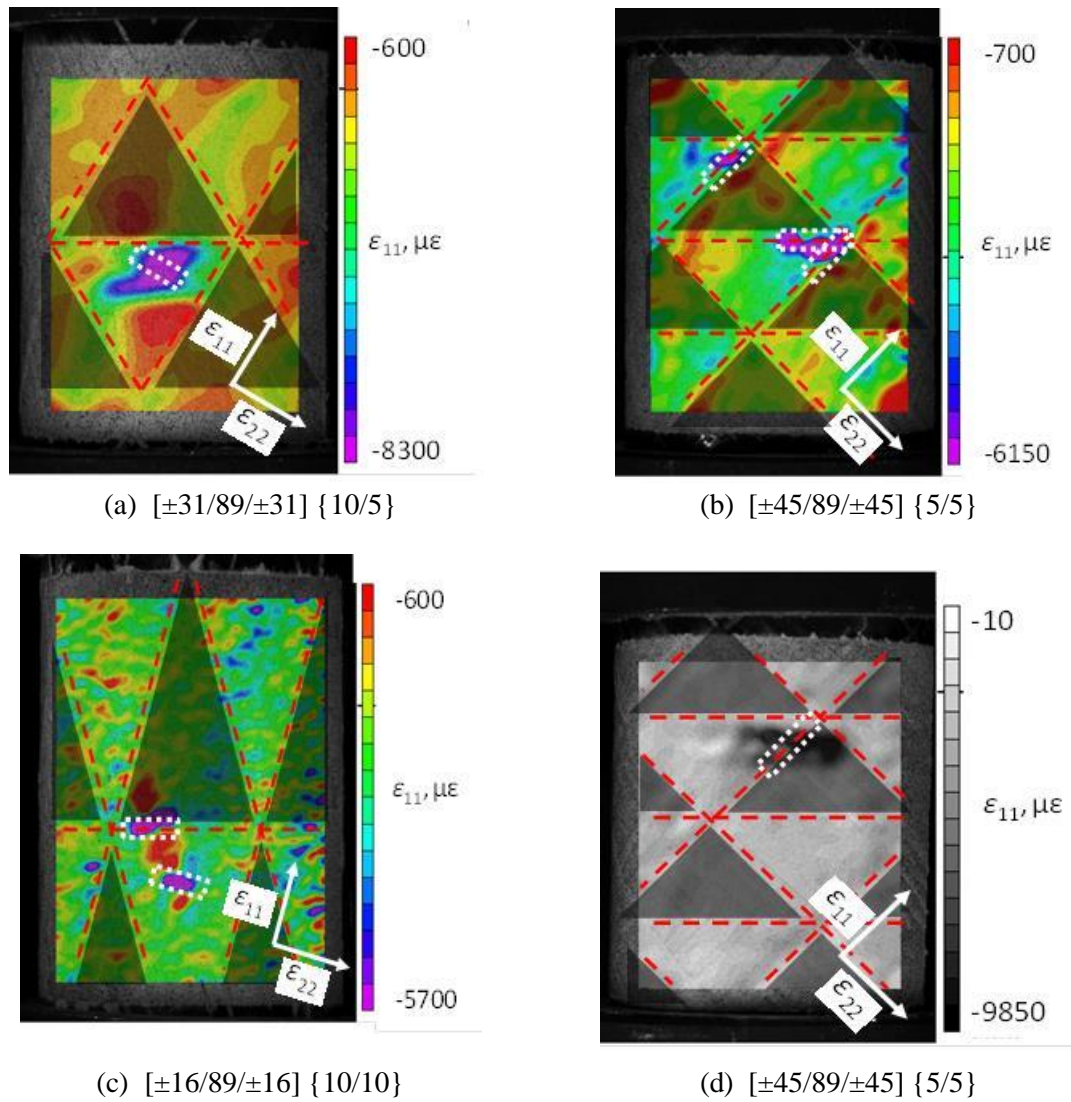 -600
ε₁₁, με
-8300
ε₁₁
ε₂₂
(a) [±31/89/±31] {10/5}
-700
ε₁₁, με
-6150
ε₁₁
ε₂₂
(b) [±45/89/±45] {5/5}
-600
ε₁₁, με
-5700
ε₁₁
ε₂₂
(c) [±16/89/±16] {10/10}
-10
ε₁₁, με
-9850
ε₁₁
ε₂₂
(d) [±45/89/±45] {5/5}